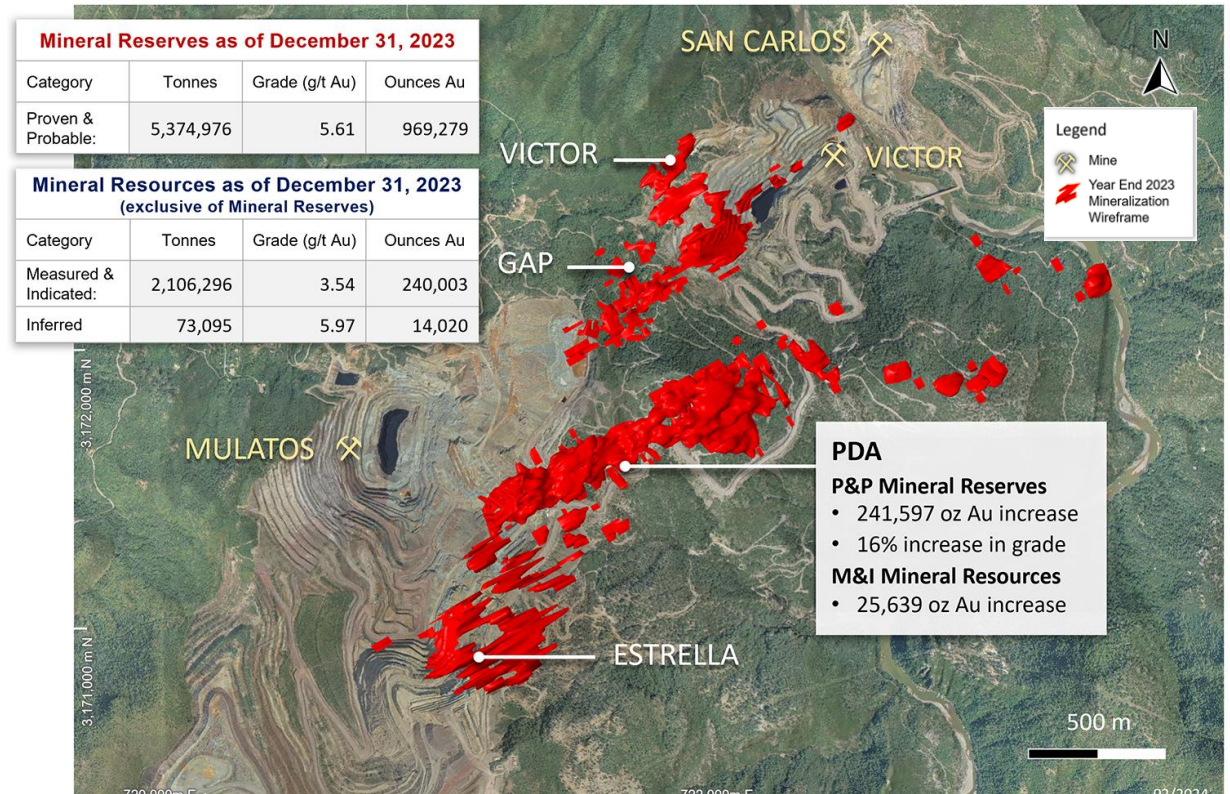 Mineral Reserves as of December 31, 2023
Category Tonnes Grade (g/t Au) Ounces Au
Proven &
Probable: 5,374,976 5.61 969,279
Mineral Resources as of December 31, 2023
(exclusive of Mineral Reserves)
Category Tonnes Grade (g/t Au) Ounces Au
Measured &
Indicated: 2,106,296 3.54 240,003
Inferred 73,095 5.97 14,020
SAN CARLOS
N
Legend
Mine
Year End 2023
Mineralization
Wireframe
VICTOR
VICTOR
GAP
3,172,000 m N
MULATOS
PDA
P&P Mineral Reserves
• 241,597 oz Au increase
• 16% increase in grade
M&I Mineral Resources
• 25,639 oz Au increase
ESTRELLA
3,171,000 m N
500 m